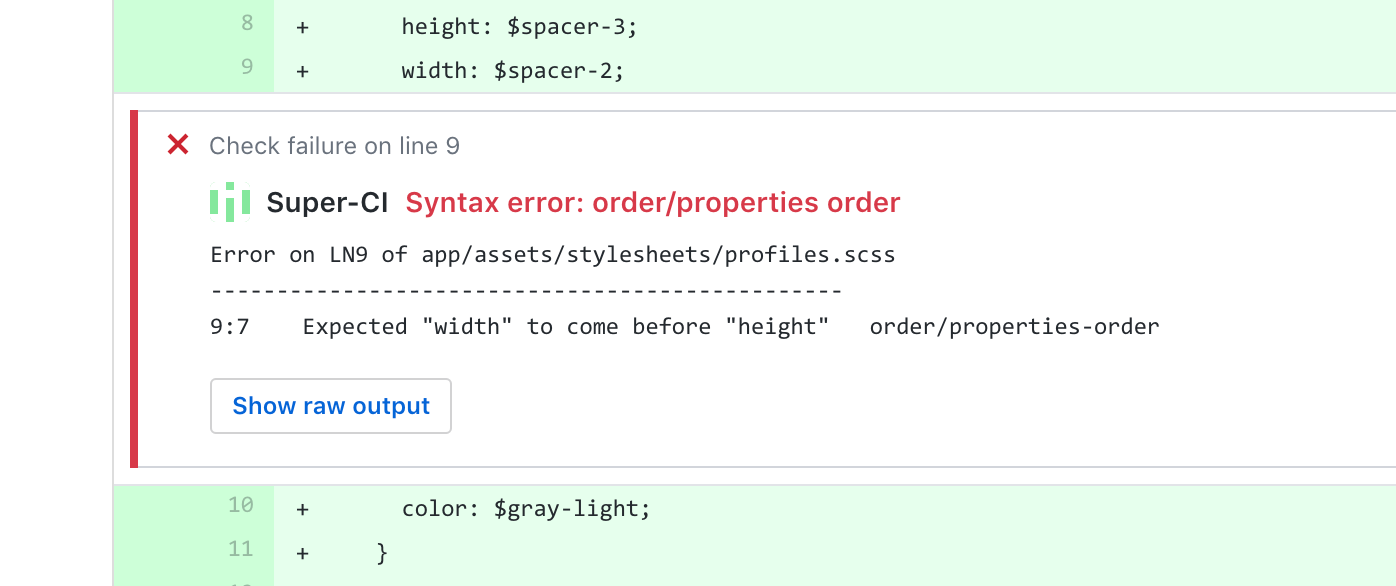 8 + height: $spacer-3;
9 + width: $spacer-2;
Check failure on line 9
Super-CI Syntax error: order/properties order
Error on LN9 of app/assets/stylesheets/profiles.scss
------------------------------------------------
9:7 Expected "width" to come before "height" order/properties-order
Show raw output
10 + color: $gray-light;
11 + }